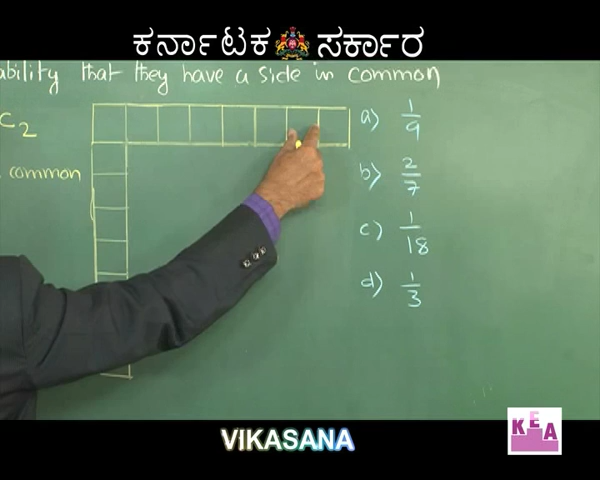 ಕರ್ನಾಟಕ ಸರ್ಕಾರ
ability that they have a side in common
C2
common
a) 1/9
b) 2/7
c) 1/18
d) 1/3
VIKASANA
KEA